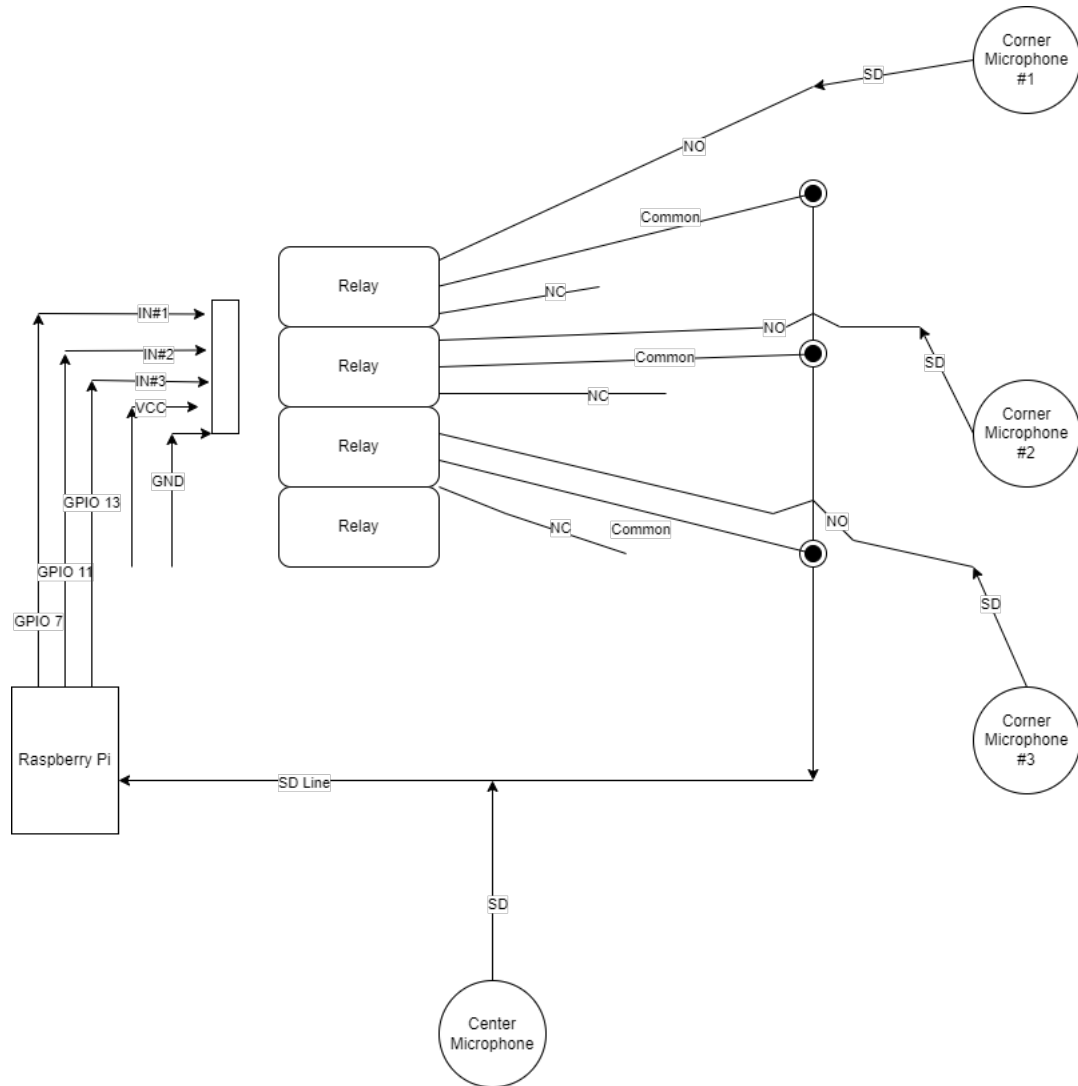 Corner
Microphone
#1
SD
NO
Common
Relay
NC
IN#1
NO
IN#2
Relay
Common
SD
IN#3
NC
VCC
Corner
Microphone
#2
Relay
GND
GPIO 13
NO
Relay
NC
Common
GPIO 11
SD
GPIO 7
Corner
Microphone
#3
Raspberry Pi
SD Line
SD
Center
Microphone